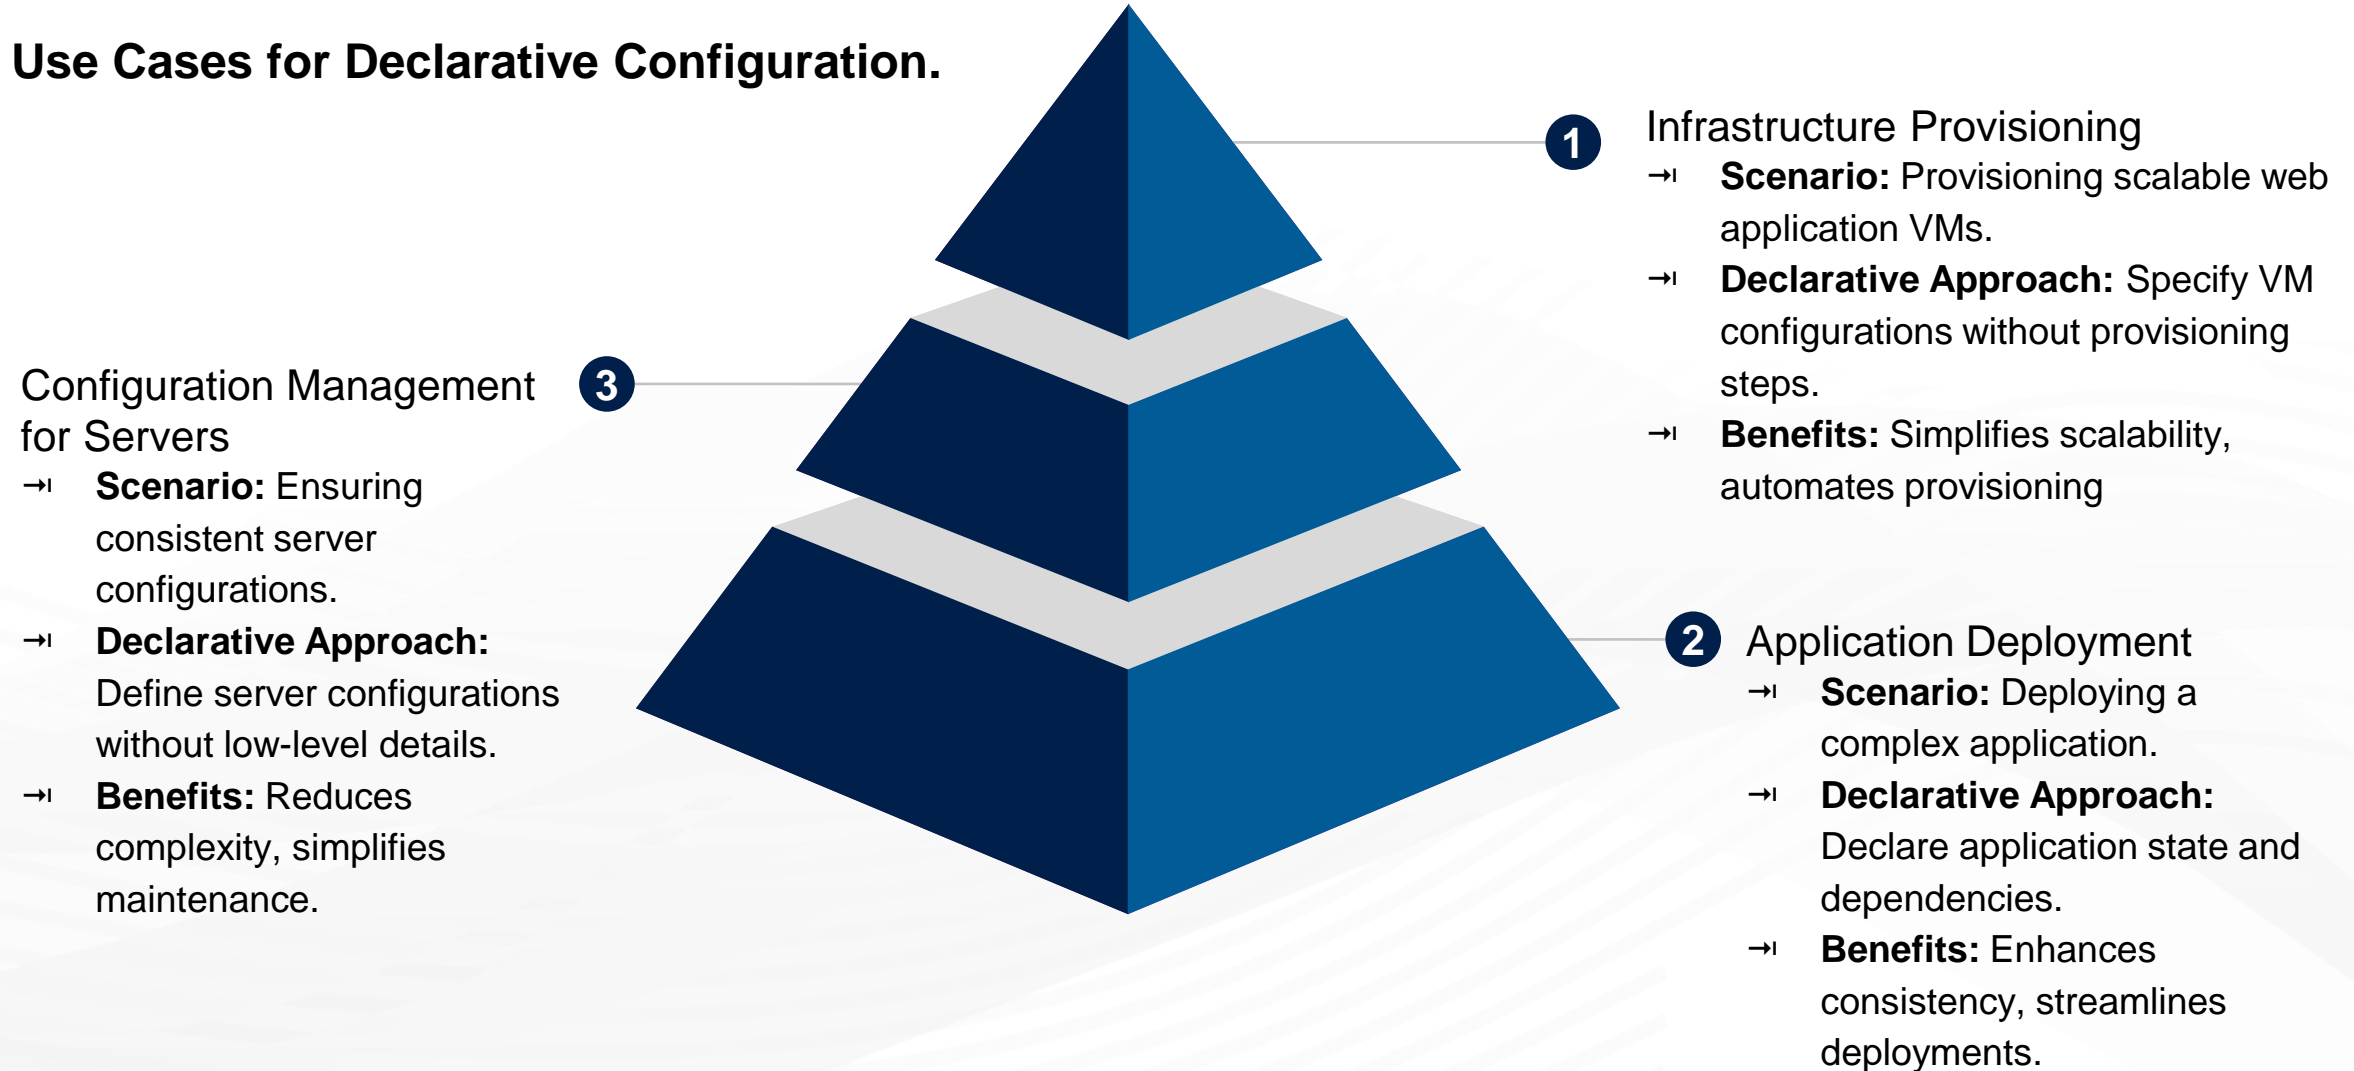 Use Cases for Declarative Configuration.
1
Infrastructure Provisioning
→ı Scenario: Provisioning scalable web
application VMs.
→ı Declarative Approach: Specify VM
configurations without provisioning
steps.
→ı Benefits: Simplifies scalability,
automates provisioning
2
Application Deployment
→ı Scenario: Deploying a
complex application.
→ı Declarative Approach:
Declare application state and
dependencies.
→ı Benefits: Enhances
consistency, streamlines
deployments.
3
Configuration Management
for Servers
→ı Scenario: Ensuring
consistent server
configurations.
→ı Declarative Approach:
Define server configurations
without low-level details.
→ı Benefits: Reduces
complexity, simplifies
maintenance.